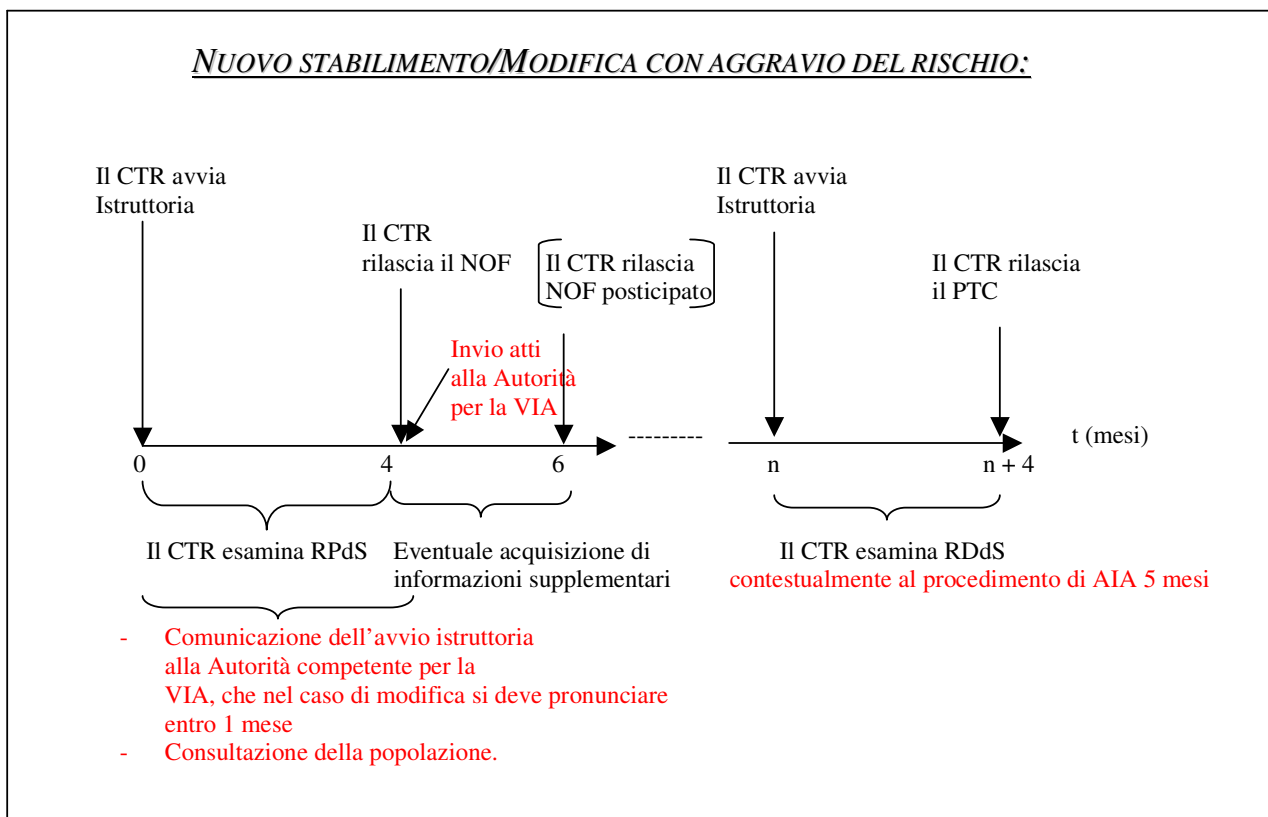 NUOVO STABILIMENTO/MODIFICA CON AGGRAVIO DEL RISCHIO:
Il CTR avvia
Istruttoria
Il CTR
rilascia il NOF
Il CTR rilascia
NOF posticipato
Il CTR avvia
Istruttoria
Il CTR rilascia
il PTC
Invio atti
alla Autorità
per la VIA
---------
t (mesi)
0
4
6
n
n + 4
Il CTR esamina RPdS
Eventuale acquisizione di
informazioni supplementari
Il CTR esamina RDdS
contestualmente al procedimento di AIA 5 mesi
- Comunicazione dell'avvio istruttoria
alla Autorità competente per la
VIA, che nel caso di modifica si deve pronunciare
entro 1 mese
- Consultazione della popolazione.